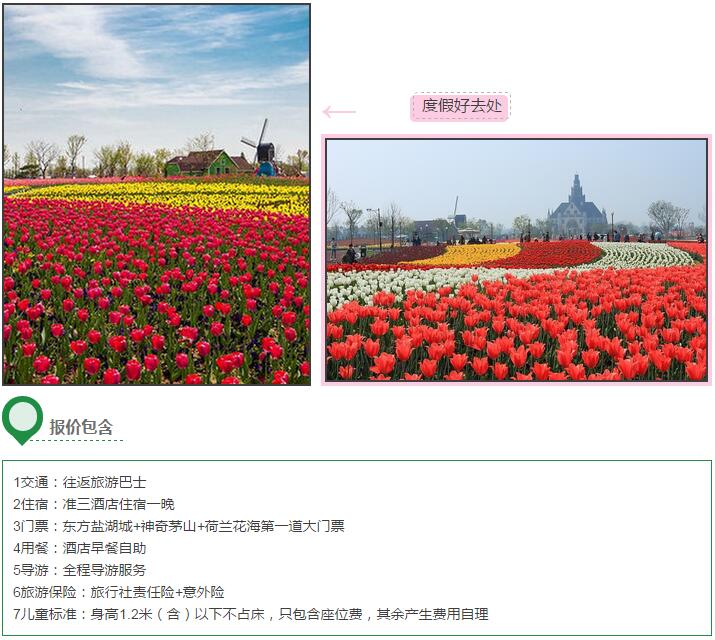 度假好去处
报价包含
1交通：往返旅游巴士
2住宿：准三酒店住宿一晚
3门票：东方盐湖城+神奇茅山+荷兰花海第一道大门票
4用餐：酒店早餐自助
5导游：全程导游服务
6旅游保险：旅行社责任险+意外险
7儿童标准：身高1.2米（含）以下不占床，只包含座位费，其余产生费用自理